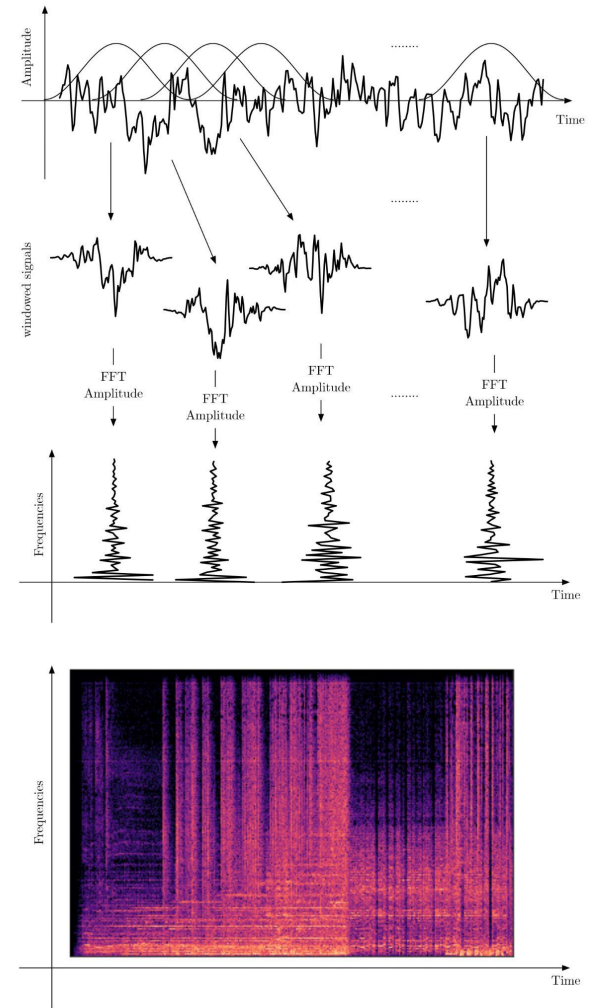 Amplitude
........
Time
........
windowed signals
FFT
Amplitude
FFT
Amplitude
FFT
Amplitude
........
FFT
Amplitude
Frequencies
Time
Frequencies
Time